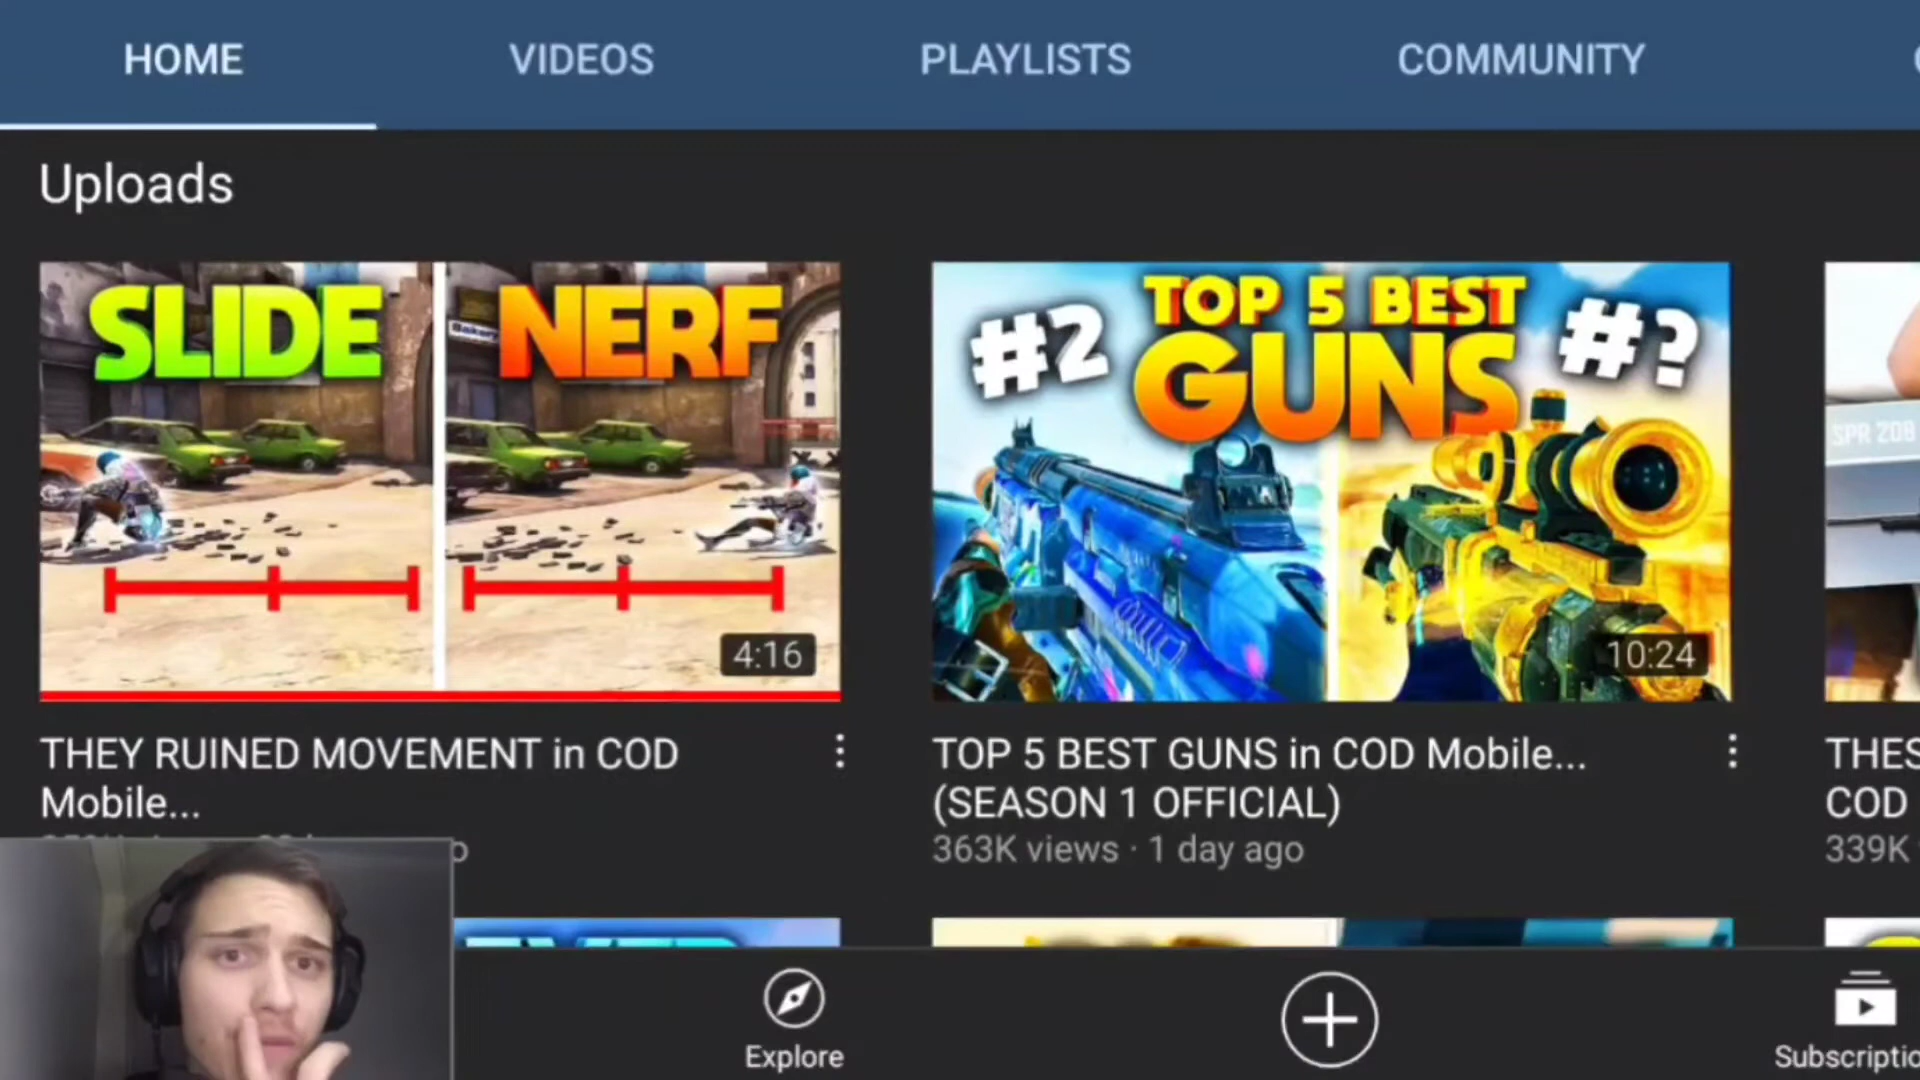 HOME VIDEOS PLAYLISTS COMMUNITY
Uploads
SLIDE NERF
Bakery
4:16
#2 TOP 5 BEST #?
GUNS
10:24
SPR 208
THEY RUINED MOVEMENT in COD
Mobile...
TOP 5 BEST GUNS in COD Mobile...
(SEASON 1 OFFICIAL)
363K views · 1 day ago
COD
339K
Explore